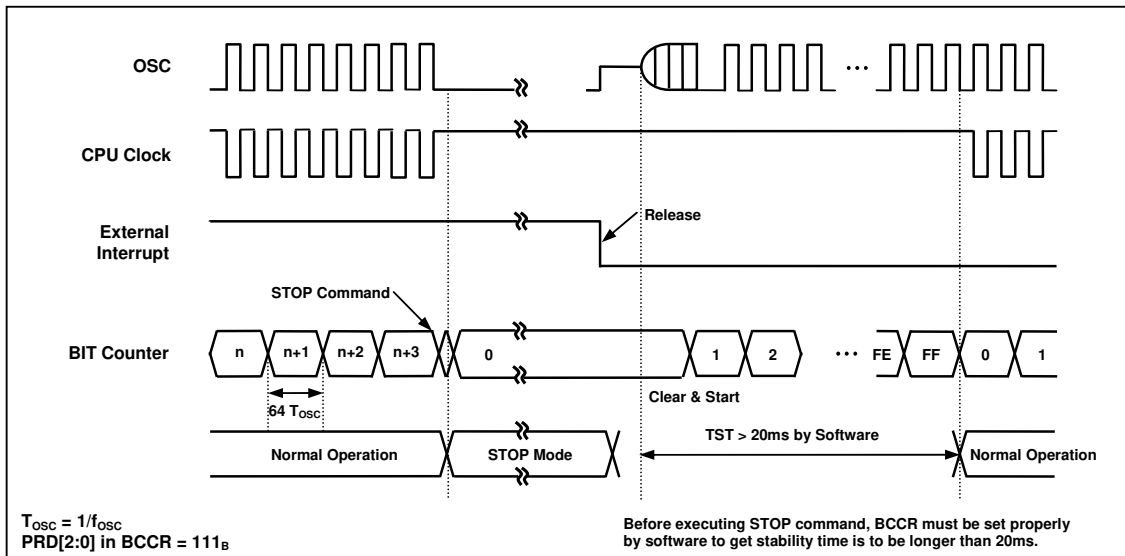 OSC
...
CPU Clock
Release
External
Interrupt
STOP Command
BIT Counter
n n+1 n+2 n+3 0 1 2 ... FE FF 0 1
Clear & Start
64 TOSC
TST > 20ms by Software
Normal Operation STOP Mode Normal Operation
TOSC = 1/fOSC
PRD[2:0] in BCCR = 111B
Before executing STOP command, BCCR must be set properly
by software to get stability time is to be longer than 20ms.